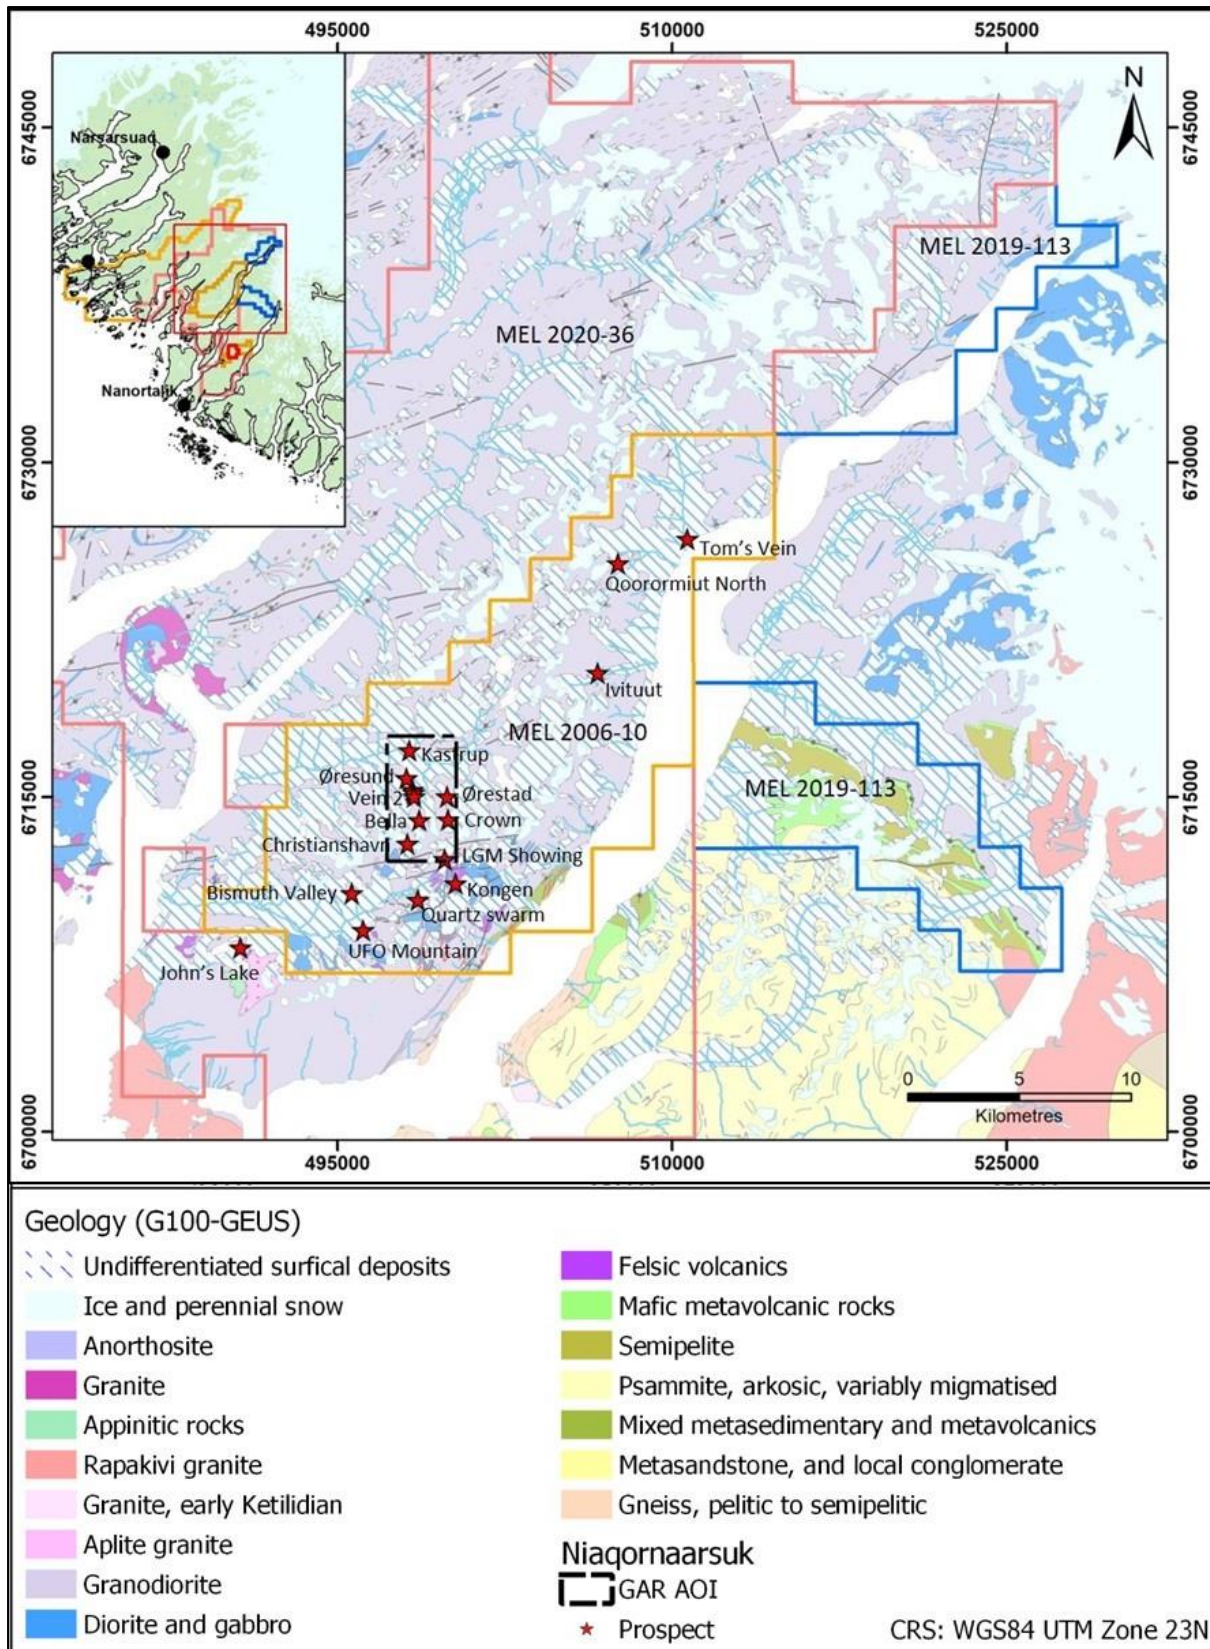 495000 510000 525000
N
Narsarsuaq
Nanortalik
D
6745000
6745000
6730000
6730000
6715000
6715000
6700000
6700000
MEL 2019-113
MEL 2020-36
Tom's Vein
Qoorormiut North
Ivituut
MEL 2006-10
Kastrup
Øresund
Vein 2
Ørestad
MEL 2019-113
Bella
Crown
Christianshavn
LGM Showing
Bismuth Valley
Kongen
Quartz swarm
UFO Mountain
John's Lake
0 5 10
Kilometres
495000 510000 525000
Geology (G100-GEUS)
Undifferentiated surfical deposits
Ice and perennial snow
Anorthosite
Granite
Appinitic rocks
Rapakivi granite
Granite, early Ketilidian
Aplite granite
Granodiorite
Diorite and gabbro
Felsic volcanics
Mafic metavolcanic rocks
Semipelite
Psammite, arkosic, variably migmatised
Mixed metasedimentary and metavolcanics
Metasandstone, and local conglomerate
Gneiss, pelitic to semipelitic
Niaqornaarsuk
GAR AOI
Prospect
CRS: WGS84 UTM Zone 23N